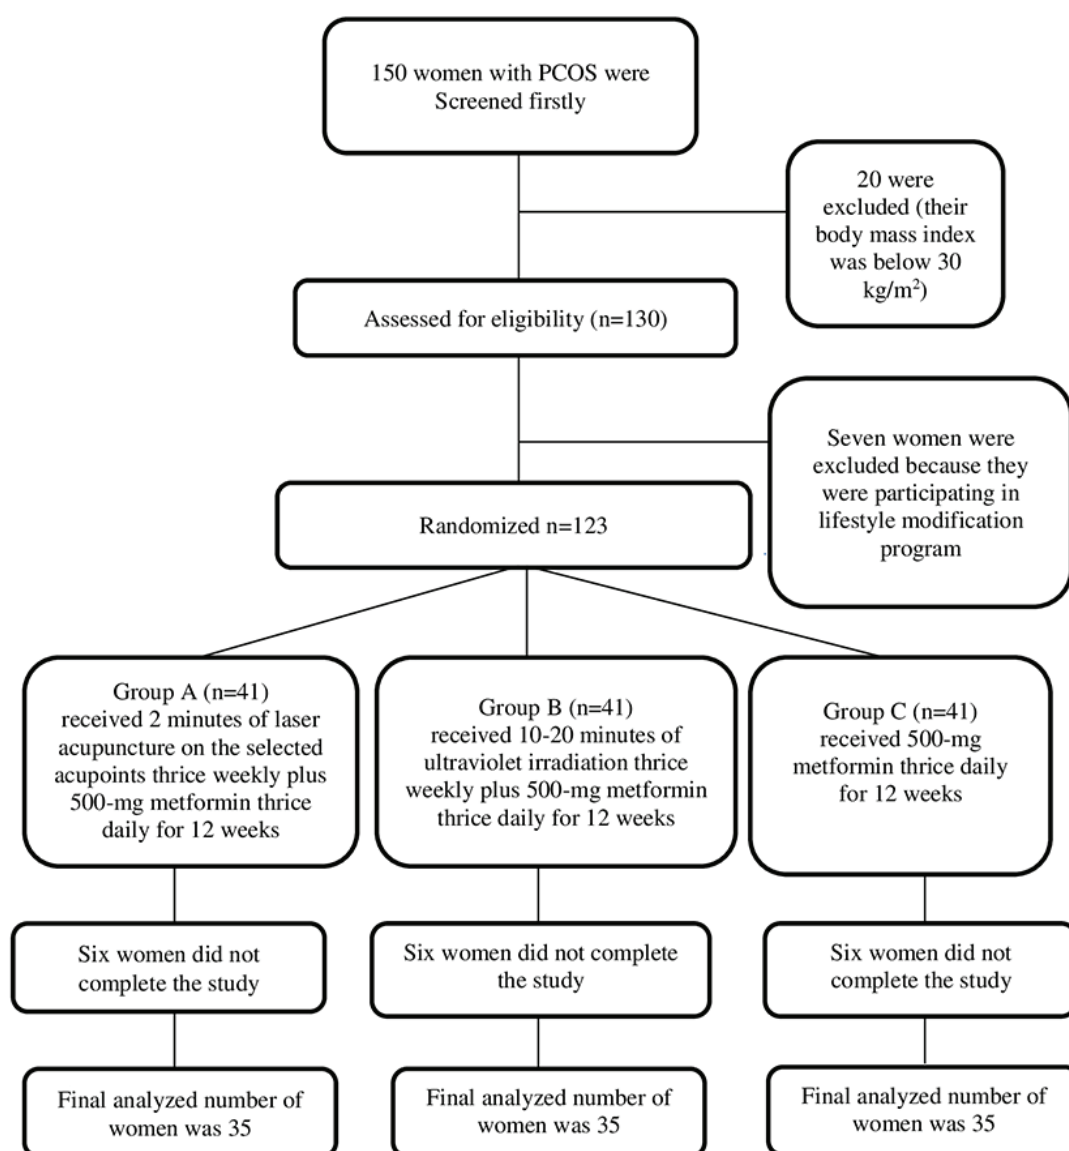 150 women with PCOS were
Screened firstly
20 were
excluded (their
body mass index
was below 30
kg/m²)
Assessed for eligibility (n=130)
Seven women were
excluded because they
were participating in
lifestyle modification
program
Randomized n=123
Group A (n=41)
received 2 minutes of laser
acupuncture on the selected
acupoints thrice weekly plus
500-mg metformin thrice
daily for 12 weeks
Group B (n=41)
received 10-20 minutes of
ultraviolet irradiation thrice
weekly plus 500-mg metformin
thrice daily for 12 weeks
Group C (n=41)
received 500-mg
metformin thrice daily
for 12 weeks
Six women did not
complete the study
Six women did not complete
the study
Six women did not
complete the study
Final analyzed number of
women was 35
Final analyzed number of
women was 35
Final analyzed number of
women was 35